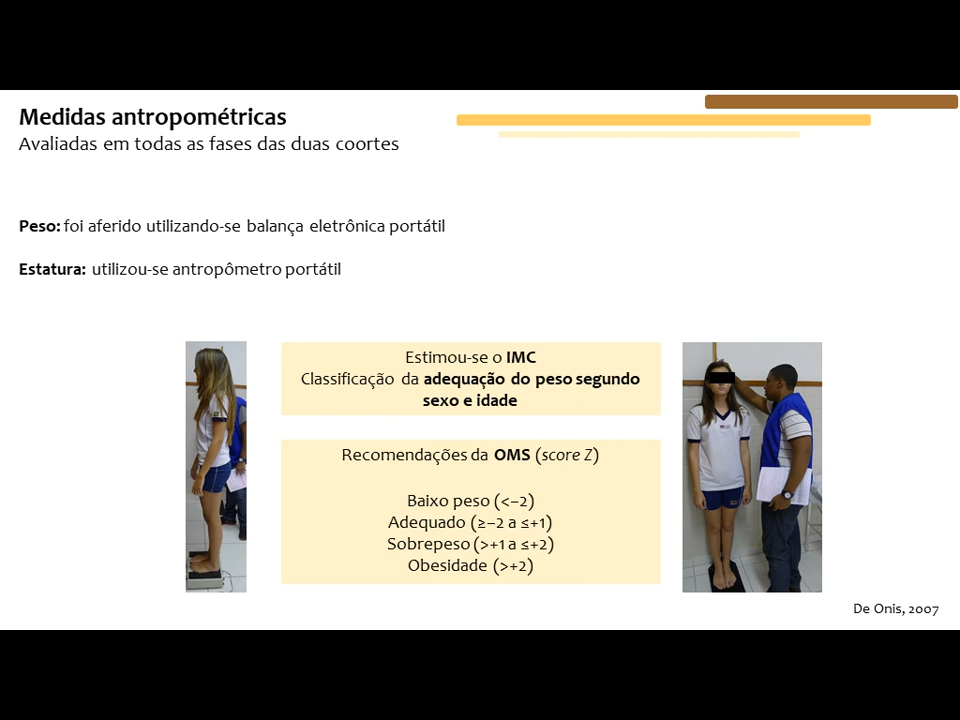 Medidas antropométricas
Avaliadas em todas as fases das duas coortes
Peso: foi aferido utilizando-se balança eletrônica portátil
Estatura: utilizou-se antropômetro portátil
Estimou-se o IMC
Classificação da adequação do peso segundo
sexo e idade
Recomendações da OMS (score Z)
Baixo peso (<−2)
Adequado (≥−2 a ≤+1)
Sobrepeso (>+1 a ≤+2)
Obesidade (>+2)
De Onis, 2007